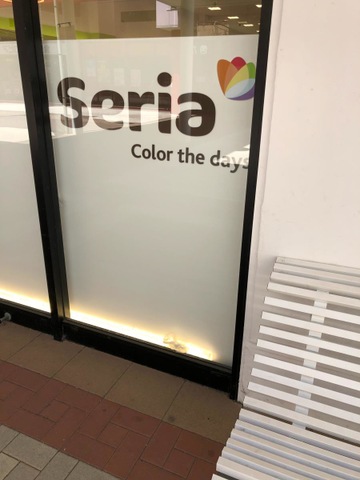 Seria
Color the days